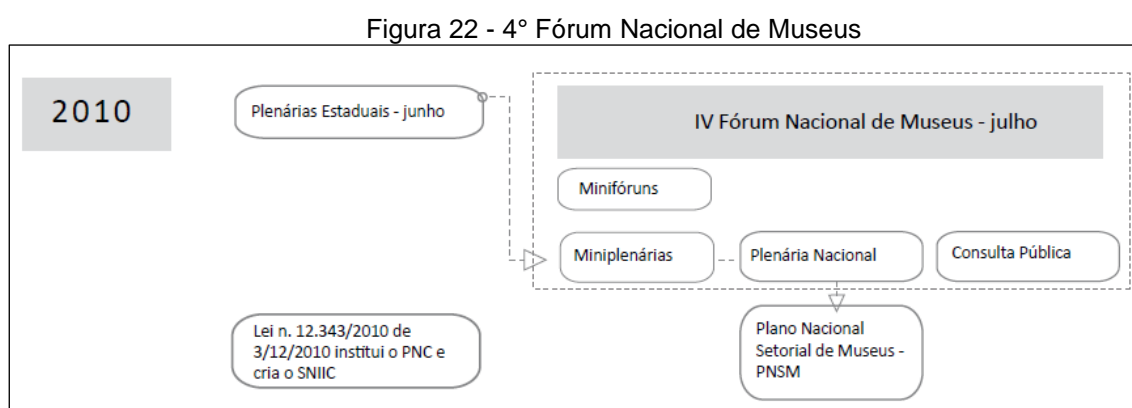 Figura 22 - 4° Fórum Nacional de Museus
2010
Plenárias Estaduais - junho
IV Fórum Nacional de Museus - julho
Minifóruns
Miniplenárias
Plenária Nacional
Consulta Pública
Lei n. 12.343/2010 de
3/12/2010 institui o PNC e
cria o SNIIC
Plano Nacional
Setorial de Museus -
PNSM